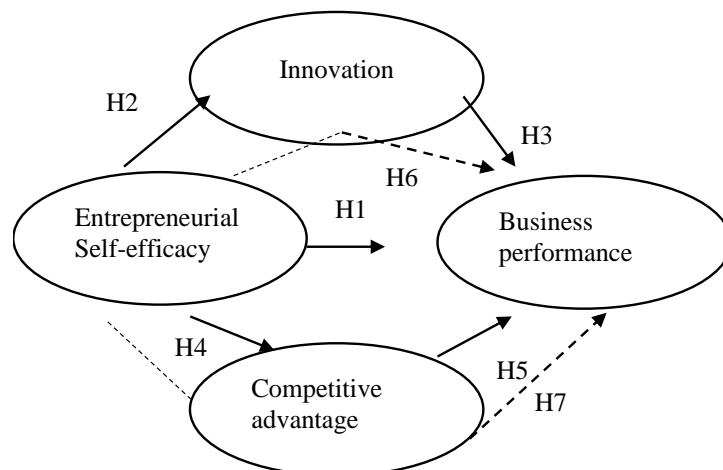 Innovation
H2
H3
H6
Entrepreneurial
Self-efficacy
H1
Business
performance
H4
Competitive
advantage
H5
H7